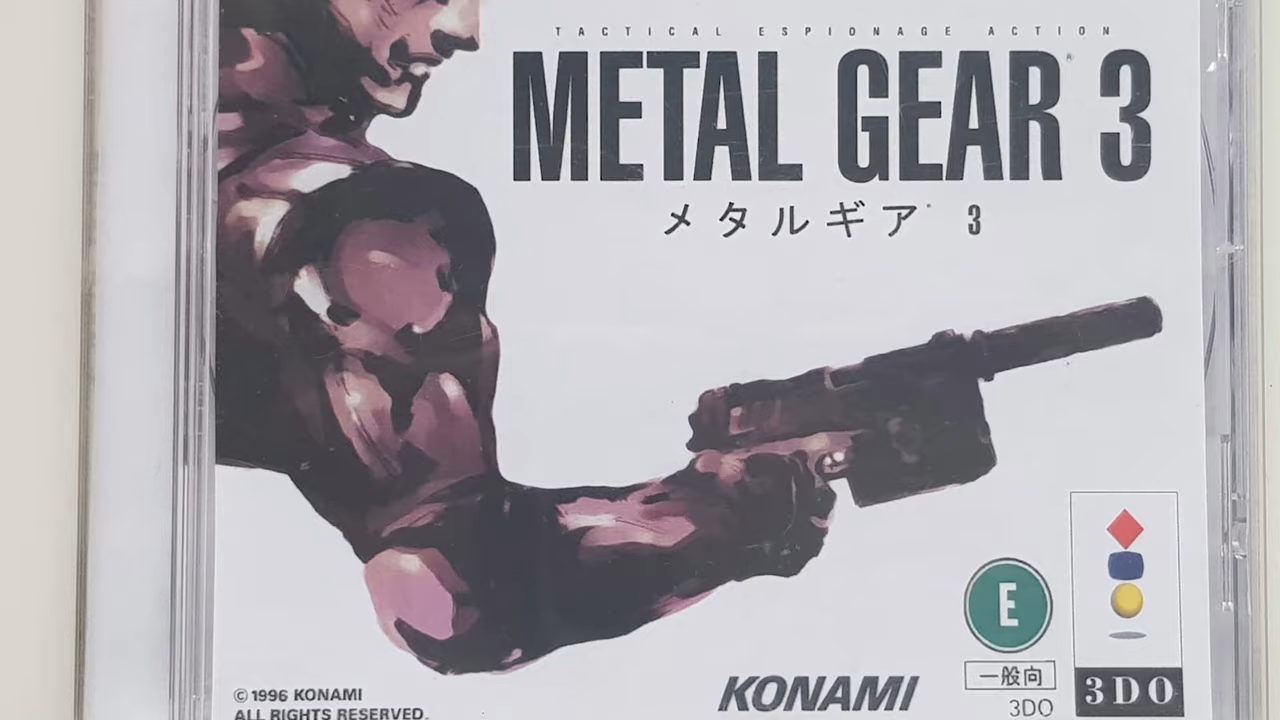 TACTICAL ESPIONAGE ACTION
METAL GEAR® 3
メタルギア 3
E
一般向
3DO
3DO
KONAMI
© 1996 KONAMI
ALL RIGHTS RESERVED.